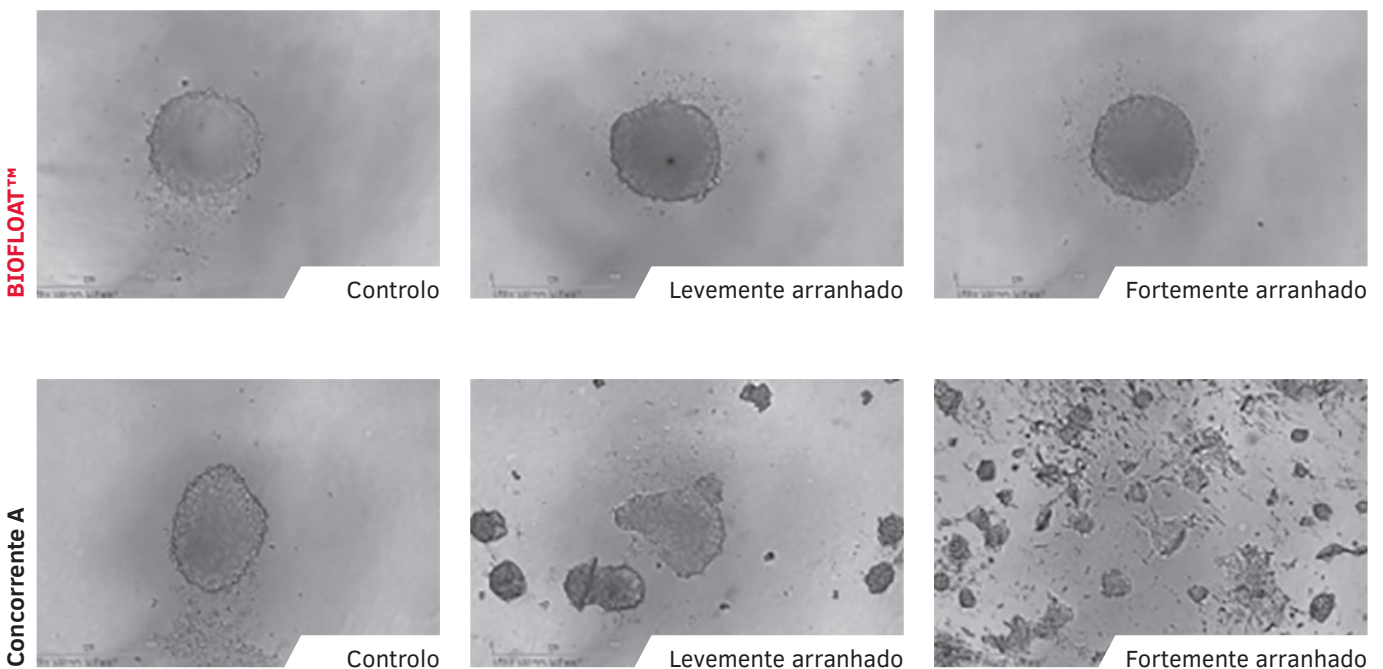 BIOFLOAT™
Controlo
Levemente arranhado
Fortemente arranhado
Concorrente A
Controlo
Levemente arranhado
Fortemente arranhado